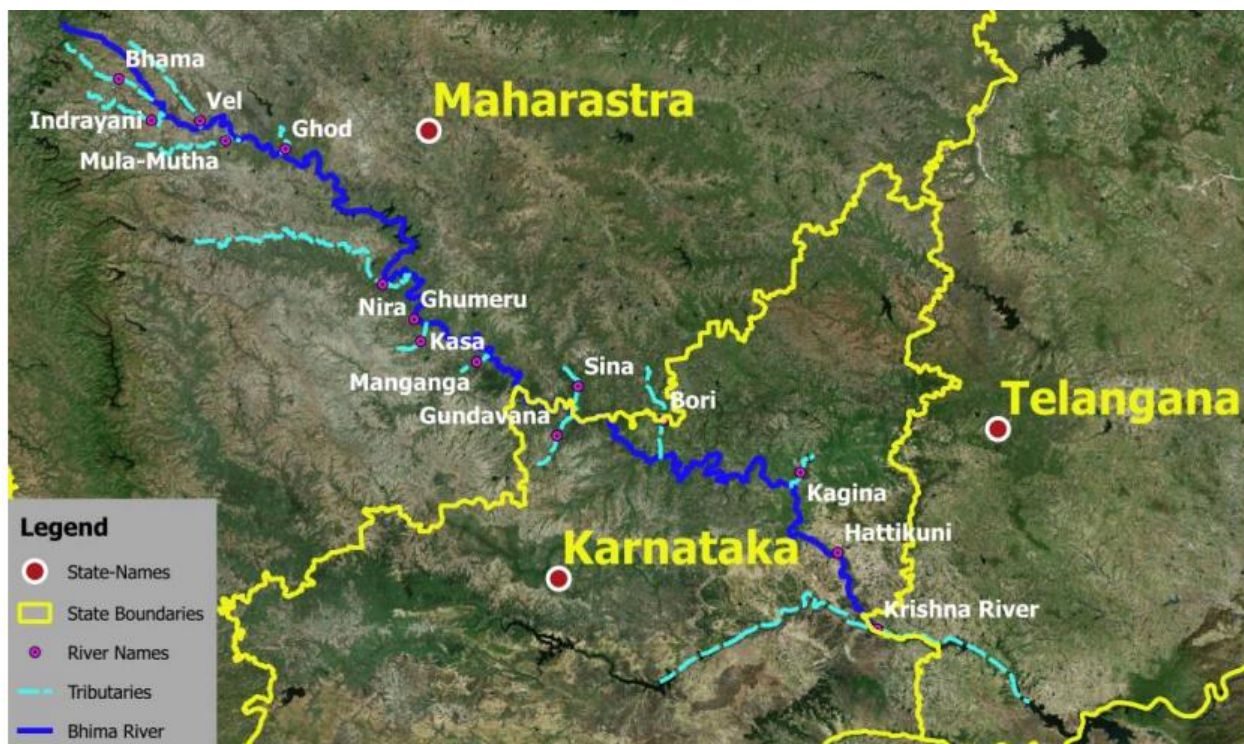 Bhama
Maharastra
Vel
Indrayani
Ghod
Mula-Mutha
Nira
Ghumeru
Kasa
Manganga
Sina
Gundavana
Bori
Telangana
Kagina
Karnataka
Hattikuni
Krishna River
Legend
State-Names
State Boundaries
River Names
Tributaries
Bhima River